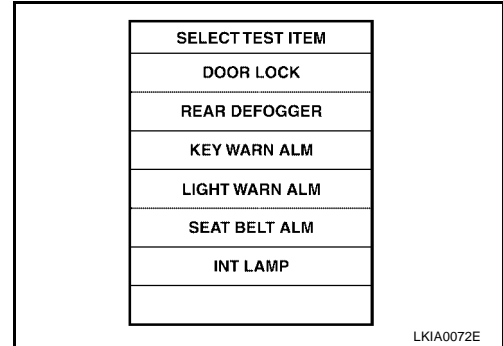 SELECT TEST ITEM
DOOR LOCK
REAR DEFOGGER
KEY WARN ALM
LIGHT WARN ALM
SEAT BELT ALM
INT LAMP
LKIA0072E